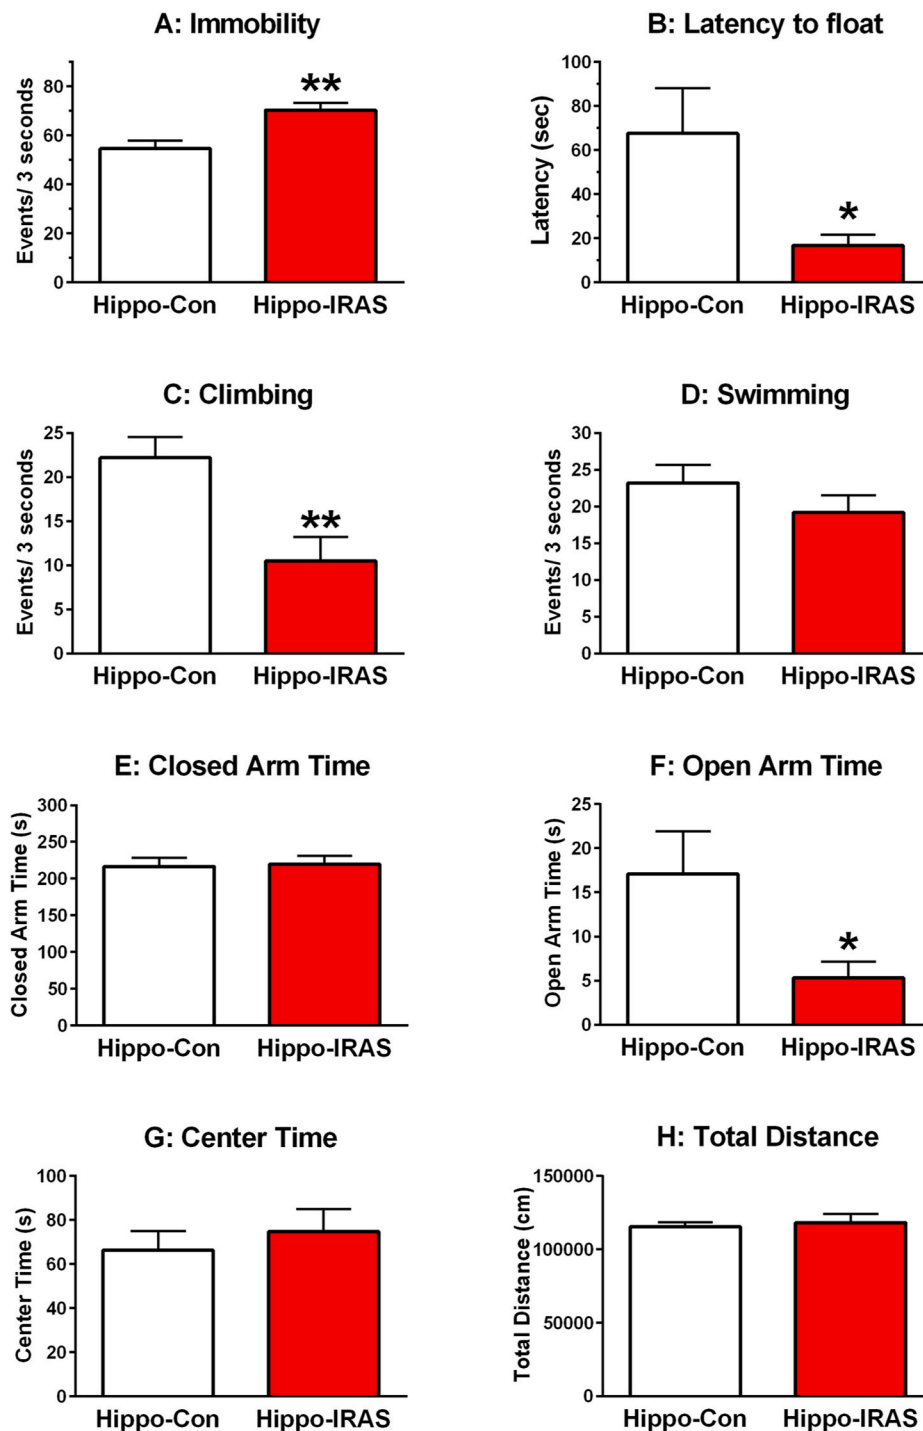 A: Immobility
Events/ 3 seconds
80
60
40
20
0
**
Hippo-Con Hippo-IRAS
B: Latency to float
Latency (sec)
100
80
60
40
20
0
*
Hippo-Con Hippo-IRAS
C: Climbing
Events/ 3 seconds
25
20
15
10
5
0
**
Hippo-Con Hippo-IRAS
D: Swimming
Events/ 3 seconds
30
25
20
15
10
5
0
Hippo-Con Hippo-IRAS
E: Closed Arm Time
Closed Arm Time (s)
300
250
200
150
100
50
0
Hippo-Con Hippo-IRAS
F: Open Arm Time
Open Arm Time (s)
25
20
15
10
5
0
*
Hippo-Con Hippo-IRAS
G: Center Time
Center Time (s)
100
80
60
40
20
0
Hippo-Con Hippo-IRAS
H: Total Distance
Total Distance (cm)
150000
100000
50000
0
Hippo-Con Hippo-IRAS